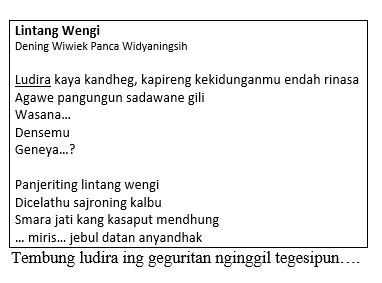 Lintang Wengi
Dening Wiwiek Panca Widyaningsih
Ludira kaya kandheg, kapireng kekidunganmu endah rinasa
Agawe pangungun sadawane gili
Wasana...
Densemu
Geneya...?
Panjeriting lintang wengi
Dicelathu sajroning kalbu
Smara jati kang kasaput mendhung
... miris... jebul datan anyandhak
Tembung ludira ing geguritan nginggil tegesipun....